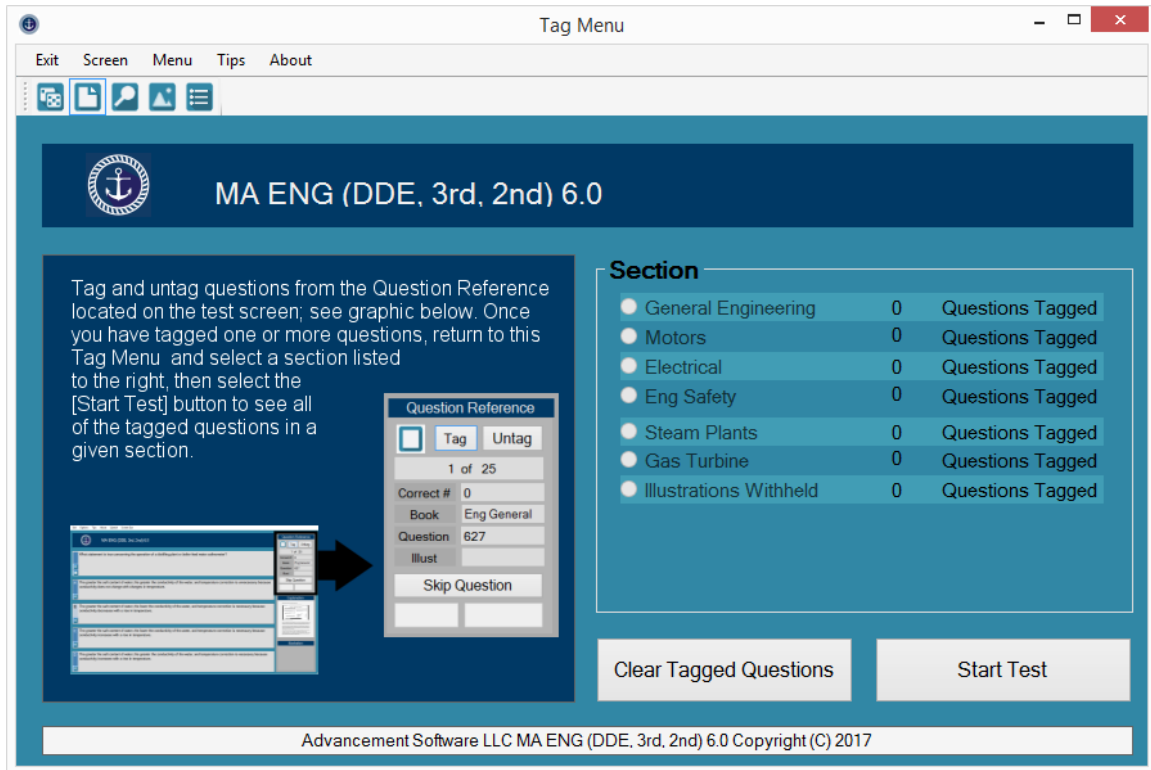 Tag Menu
Exit Screen Menu Tips About
MA ENG (DDE, 3rd, 2nd) 6.0
Tag and untag questions from the Question Reference
located on the test screen; see graphic below. Once
you have tagged one or more questions, return to this
Tag Menu and select a section listed
to the right, then select the
[Start Test] button to see all
of the tagged questions in a
given section.
Question Reference
Tag Untag
1 of 25
Correct # 0
Book Eng General
Question 627
Illust
Skip Question
Section
General Engineering 0 Questions Tagged
Motors 0 Questions Tagged
Electrical 0 Questions Tagged
Eng Safety 0 Questions Tagged
Steam Plants 0 Questions Tagged
Gas Turbine 0 Questions Tagged
Illustrations Withheld 0 Questions Tagged
Clear Tagged Questions Start Test
Advancement Software LLC MA ENG (DDE, 3rd, 2nd) 6.0 Copyright (C) 2017